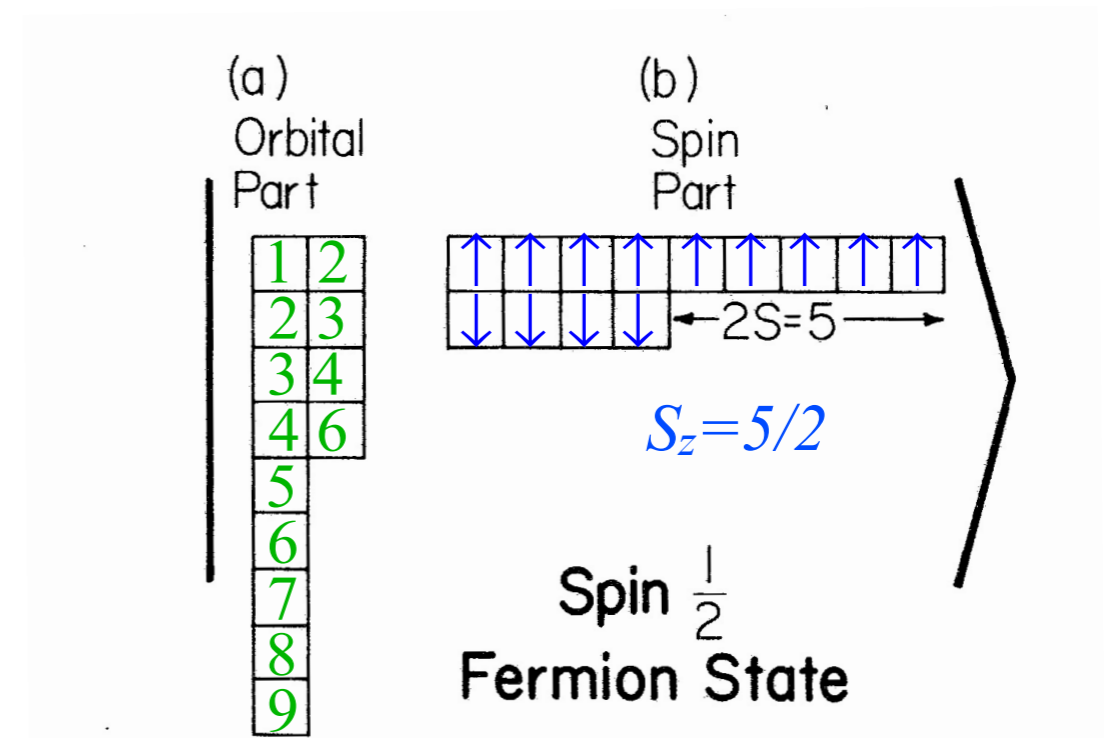 (a)
Orbital
Part
1 2
2 3
3 4
4 6
5
6
7
8
9
(b)
Spin
Part
↑ ↑ ↑ ↑ ↑ ↑ ↑ ↑ ↑
↓ ↓ ↓ ↓ ←2S=5→
S_z=5/2
Spin 1/2
Fermion State